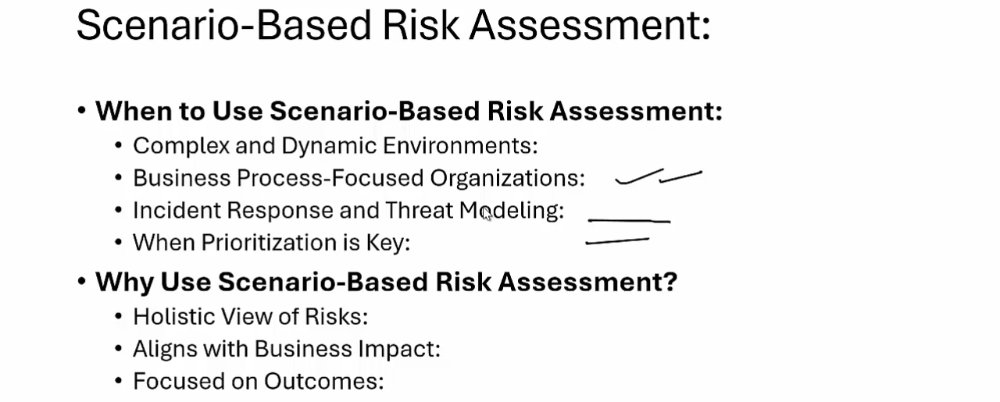 Scenario-Based Risk Assessment:
• When to Use Scenario-Based Risk Assessment:
• Complex and Dynamic Environments:
• Business Process-Focused Organizations:
• Incident Response and Threat Modeling:
• When Prioritization is Key:
• Why Use Scenario-Based Risk Assessment?
• Holistic View of Risks:
• Aligns with Business Impact:
• Focused on Outcomes: